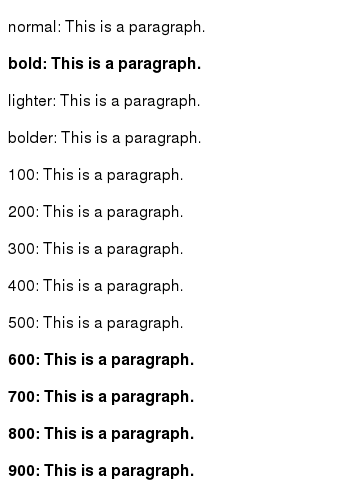 normal: This is a paragraph.
bold: This is a paragraph.
lighter: This is a paragraph.
bolder: This is a paragraph.
100: This is a paragraph.
200: This is a paragraph.
300: This is a paragraph.
400: This is a paragraph.
500: This is a paragraph.
600: This is a paragraph.
700: This is a paragraph.
800: This is a paragraph.
900: This is a paragraph.